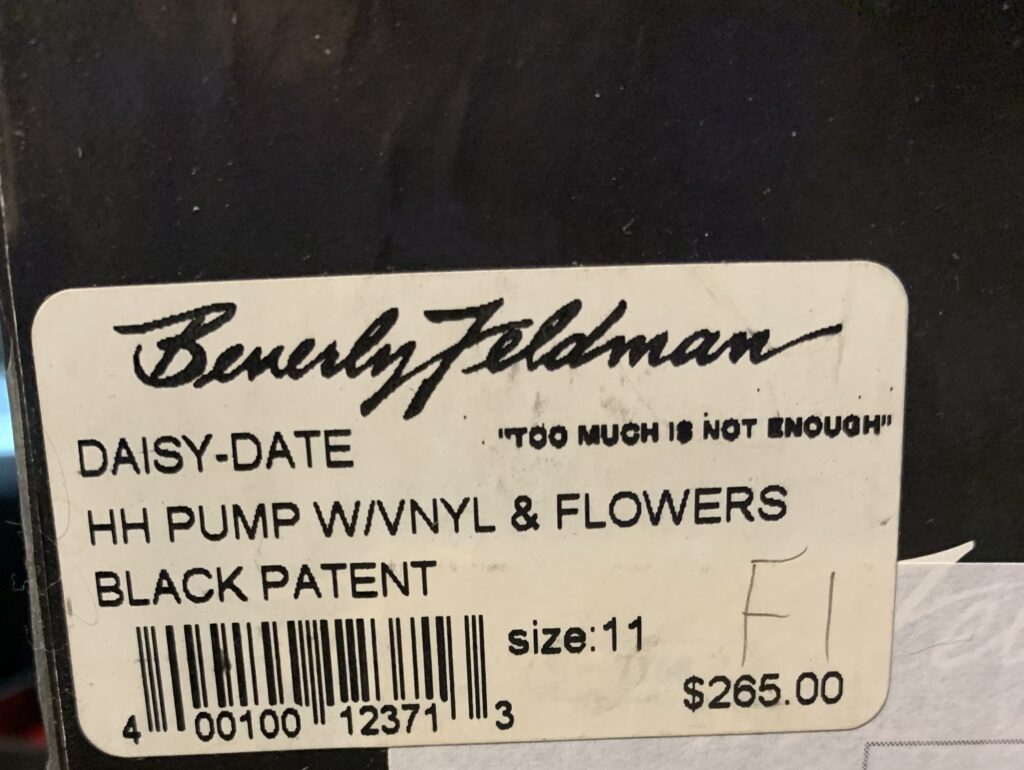 Beverly Feldman
"TOO MUCH IS NOT ENOUGH"
DAISY-DATE
HH PUMP W/VNYL & FLOWERS
BLACK PATENT
size:11
F1
$265.00
4 00100 12371 3